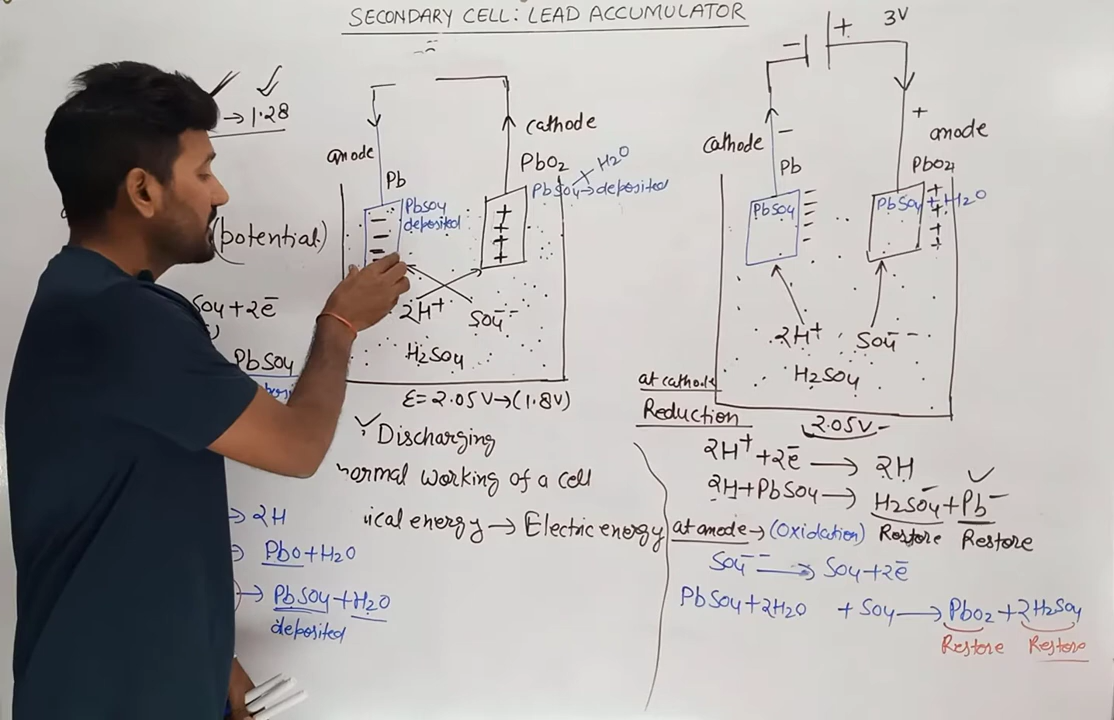 SECONDARY CELL: LEAD ACCUMULATOR
→ 1.28
(potential)
SO4 + 2e̅
PbSO4
→ 2H
→ PbO + H2O
→ PbSO4 + H2O
deposited
anode
Pb
PbSO4
deposited
cathode
PbO2
H2O
PbSO4 → deposited
2H+
SO4--
H2SO4
E = 2.05V → (1.8V)
✓ Discharging
normal working of a cell
ical energy → Electric energy
- + 3V
cathode -
Pb
PbSO4
+
anode
PbO2
PbSO4 + H2O
2H+
SO4--
H2SO4
2.05V-
at cathode
Reduction
2H+ + 2e̅ → 2H
2H + PbSO4 → H2SO4 + Pb-
Restore Restore
at anode → (Oxidation)
SO4-- → SO4 + 2e̅
PbSO4 + 2H2O + SO4 → PbO2 + 2H2SO4
Restore Restore